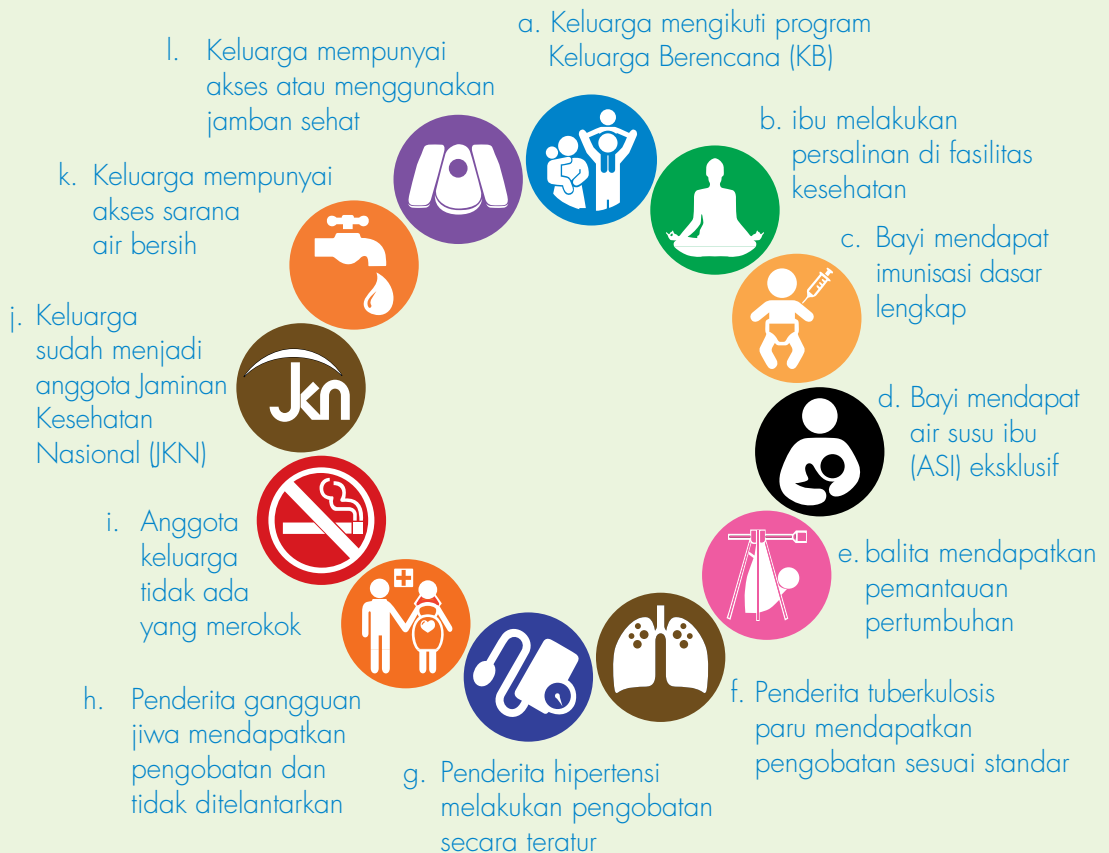 a. Keluarga mengikuti program
Keluarga Berencana (KB)
b. ibu melakukan
persalinan di fasilitas
kesehatan
c. Bayi mendapat
imunisasi dasar
lengkap
d. Bayi mendapat
air susu ibu
(ASI) eksklusif
e. balita mendapatkan
pemantauan
pertumbuhan
f. Penderita tuberkulosis
paru mendapatkan
pengobatan sesuai standar
g. Penderita hipertensi
melakukan pengobatan
secara teratur
h. Penderita gangguan
jiwa mendapatkan
pengobatan dan
tidak ditelantarkan
i. Anggota
keluarga
tidak ada
yang merokok
j. Keluarga
sudah menjadi
anggota Jaminan
Kesehatan
Nasional (JKN)
Jkn
k. Keluarga mempunyai
akses sarana
air bersih
l. Keluarga mempunyai
akses atau menggunakan
jamban sehat